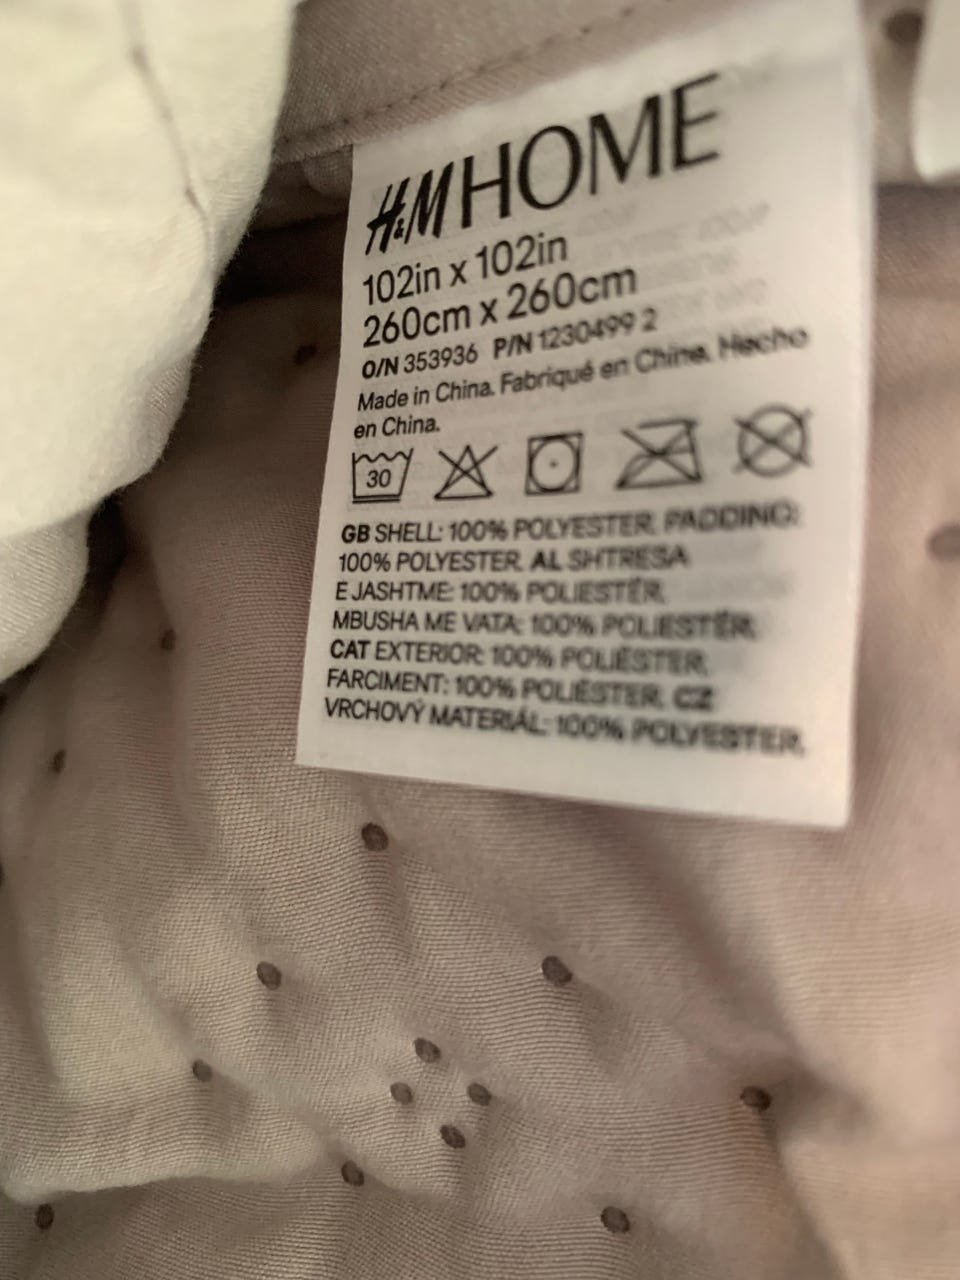 H&M HOME
102in x 102in
260cm x 260cm
O/N 353936 P/N 1230499 2
Made in China. Fabriqué en Chine. Hecho
en China.
30
GB SHELL: 100% POLYESTER. PADDING:
100% POLYESTER. AL SHTRESA
E JASHTME: 100% POLIESTËR.
MBUSHA ME VATA: 100% POLIESTËR.
CAT EXTERIOR: 100% POLIÈSTER.
FARCIMENT: 100% POLIÈSTER. CZ
VRCHOVÝ MATERIÁL: 100% POLYESTER.